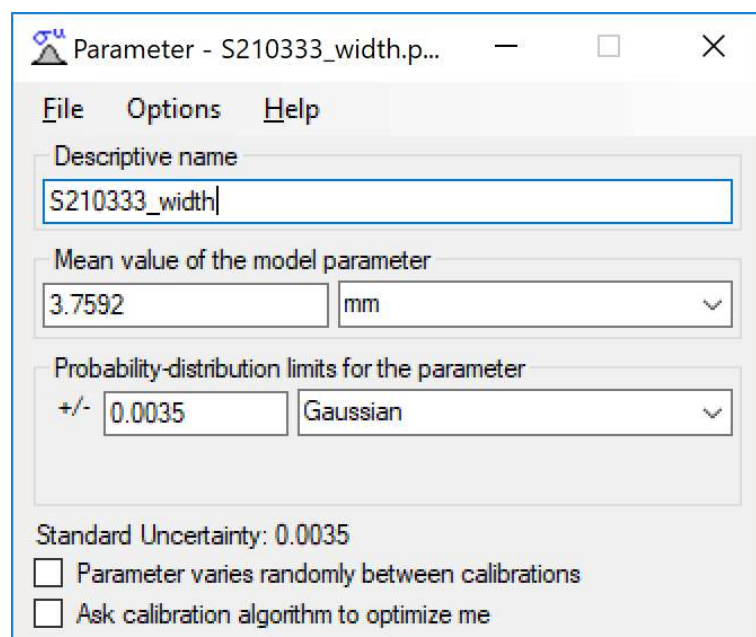 Parameter - S210333_width.p...
File Options Help
Descriptive name
S210333_width
Mean value of the model parameter
3.7592 mm
Probability-distribution limits for the parameter
+/- 0.0035 Gaussian
Standard Uncertainty: 0.0035
Parameter varies randomly between calibrations
Ask calibration algorithm to optimize me